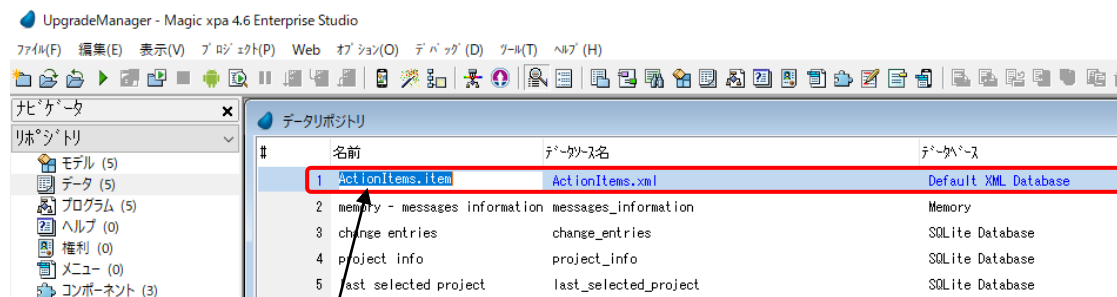 UpgradeManager - Magic xpa 4.6 Enterprise Studio
ﾌｧｲﾙ(F) 編集(E) 表示(V) ﾌﾟﾛｼﾞｪｸﾄ(P) Web ｵﾌﾟｼｮﾝ(O) ﾃﾞﾊﾞｯｸﾞ(D) ﾂｰﾙ(T) ﾍﾙﾌﾟ(H)
ﾅﾋﾞｹﾞｰﾀ
ﾘﾎﾟｼﾞﾄﾘ
モデル (5)
データ (5)
プログラム (5)
ヘルプ (0)
権利 (0)
メニュー (0)
コンポーネント (3)
データリポジトリ
# 名前 ﾃﾞｰﾀｿｰｽ名 ﾃﾞｰﾀﾍﾞｰｽ
1 ActionItems.item ActionItems.xml Default XML Database
2 memory - messages information messages_information Memory
3 change entries change_entries SQLite Database
4 project info project_info SQLite Database
5 last selected project last_selected_project SQLite Database